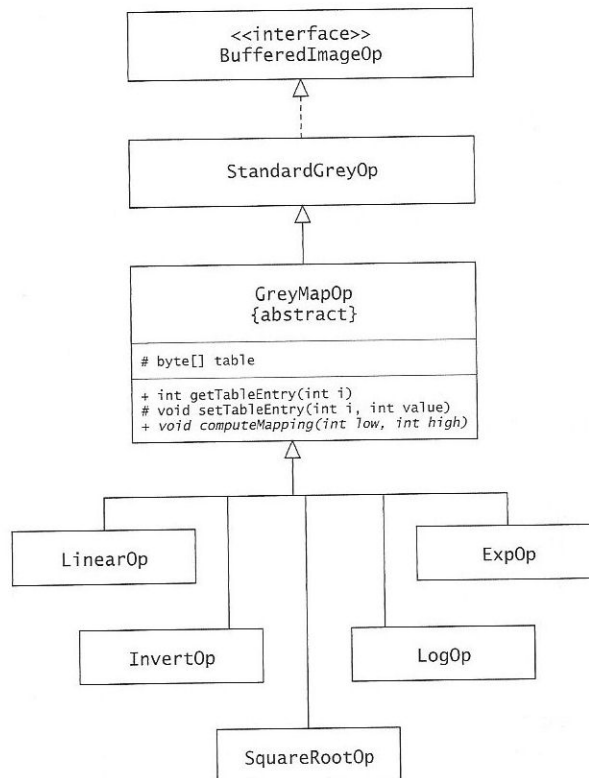 <<interface>>
BufferedImageOp
StandardGreyOp
GreyMapOp
{abstract}
# byte[] table
+ int getTableEntry(int i)
# void setTableEntry(int i, int value)
+ void computeMapping(int low, int high)
LinearOp
ExpOp
InvertOp
LogOp
SquareRootOp